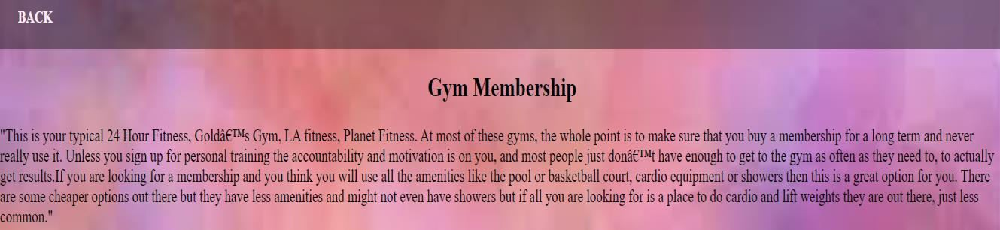 BACK
Gym Membership
"This is your typical 24 Hour Fitness, Goldâ€™s Gym, LA fitness, Planet Fitness. At most of these gyms, the whole point is to make sure that you buy a membership for a long term and never
really use it. Unless you sign up for personal training the accountability and motivation is on you, and most people just donâ€™t have enough to get to the gym as often as they need to, to actually
get results.If you are looking for a membership and you think you will use all the amenities like the pool or basketball court, cardio equipment or showers then this is a great option for you. There
are some cheaper options out there but they have less amenities and might not even have showers but if all you are looking for is a place to do cardio and lift weights they are out there, just less
common."